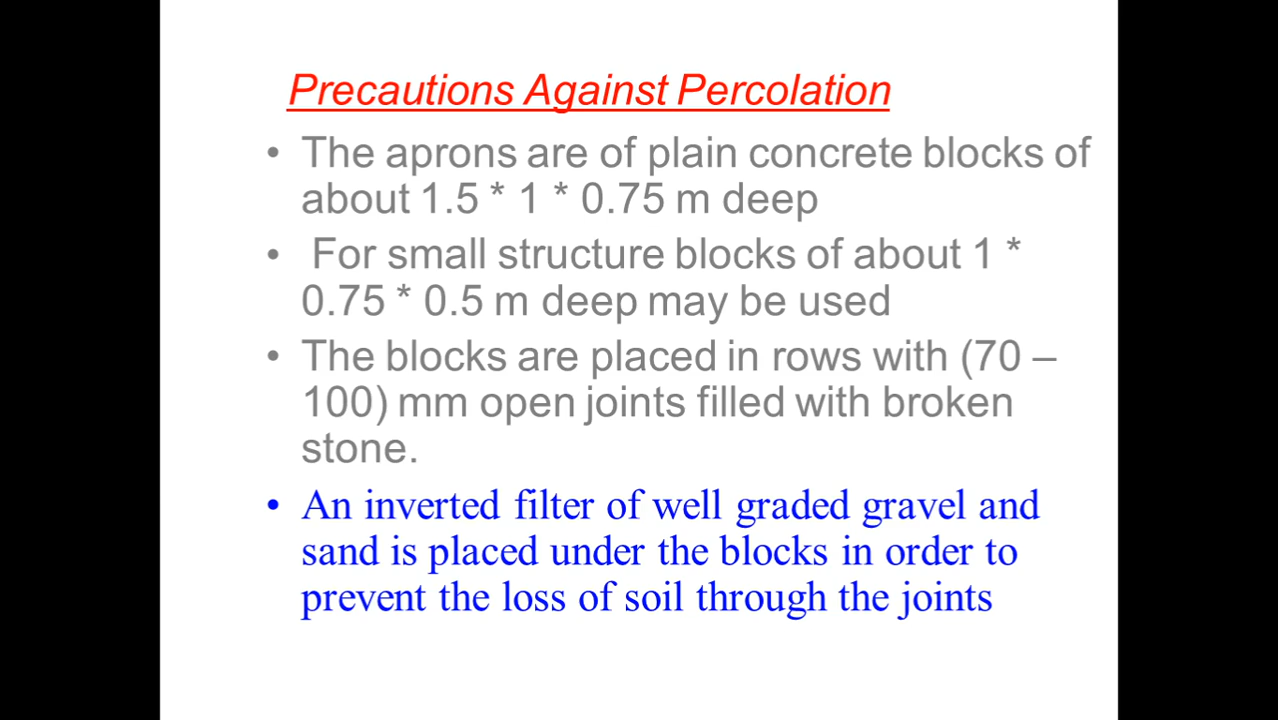 Precautions Against Percolation
• The aprons are of plain concrete blocks of
about 1.5 * 1 * 0.75 m deep
• For small structure blocks of about 1 *
0.75 * 0.5 m deep may be used
• The blocks are placed in rows with (70 –
100) mm open joints filled with broken
stone.
• An inverted filter of well graded gravel and
sand is placed under the blocks in order to
prevent the loss of soil through the joints